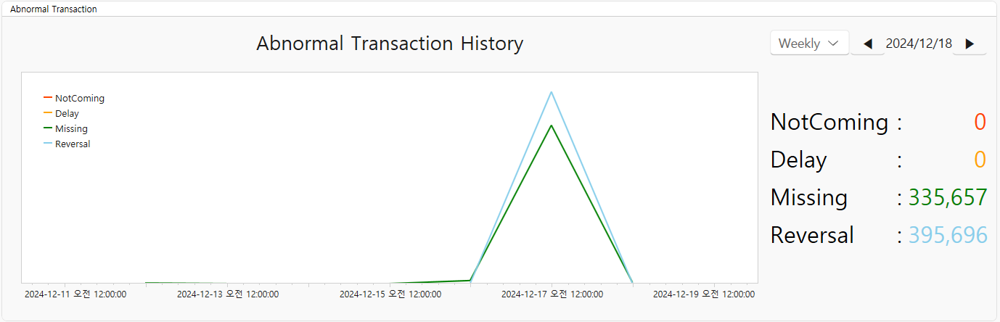 Abnormal Transaction
Abnormal Transaction History
Weekly
2024/12/18
NotComing
Delay
Missing
Reversal
NotComing : 0
Delay : 0
Missing : 335,657
Reversal : 395,696
2024-12-11 오전 12:00:00
2024-12-13 오전 12:00:00
2024-12-15 오전 12:00:00
2024-12-17 오전 12:00:00
2024-12-19 오전 12:00:00